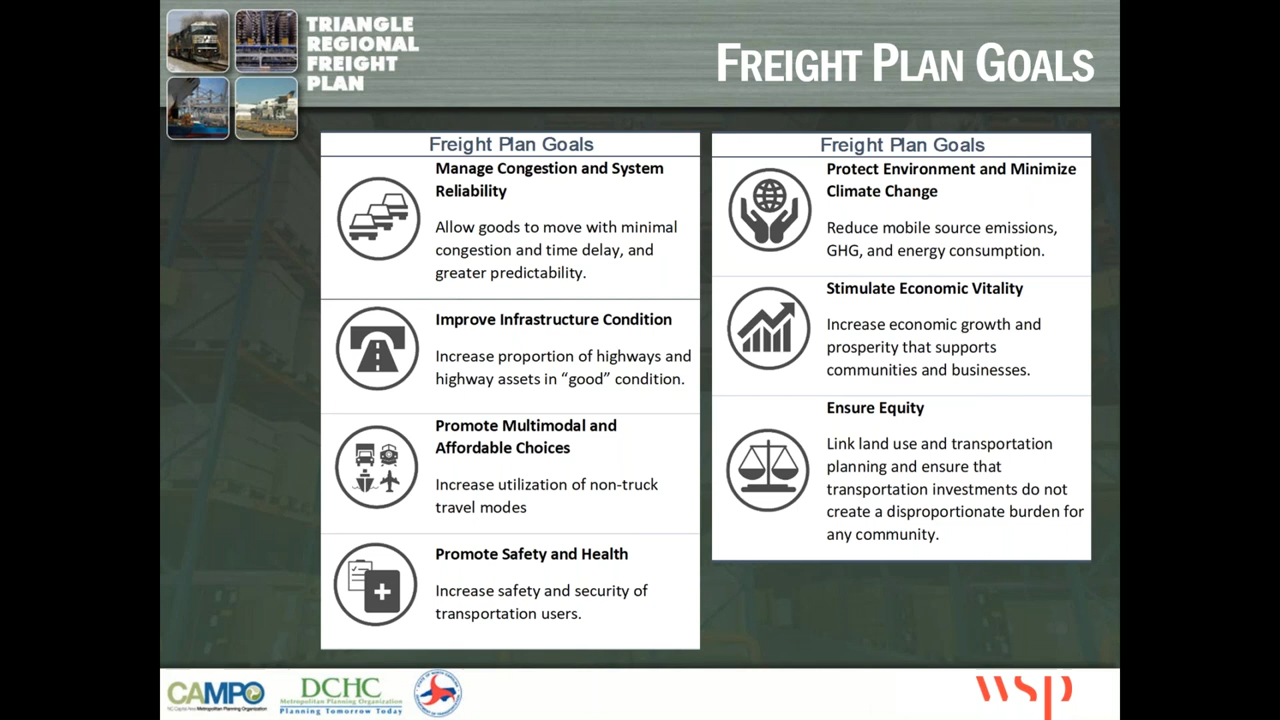 TRIANGLE
REGIONAL
FREIGHT
PLAN
FREIGHT PLAN GOALS
Freight Plan Goals
Manage Congestion and System
Reliability
Allow goods to move with minimal
congestion and time delay, and
greater predictability.
Improve Infrastructure Condition
Increase proportion of highways and
highway assets in “good” condition.
Promote Multimodal and
Affordable Choices
Increase utilization of non-truck
travel modes
Promote Safety and Health
Increase safety and security of
transportation users.
Freight Plan Goals
Protect Environment and Minimize
Climate Change
Reduce mobile source emissions,
GHG, and energy consumption.
Stimulate Economic Vitality
Increase economic growth and
prosperity that supports
communities and businesses.
Ensure Equity
Link land use and transportation
planning and ensure that
transportation investments do not
create a disproportionate burden for
any community.
CAMPO
NC Capital Area Metropolitan Planning Organization
DCHC
Metropolitan Planning Organization
Planning Tomorrow Today
wsp